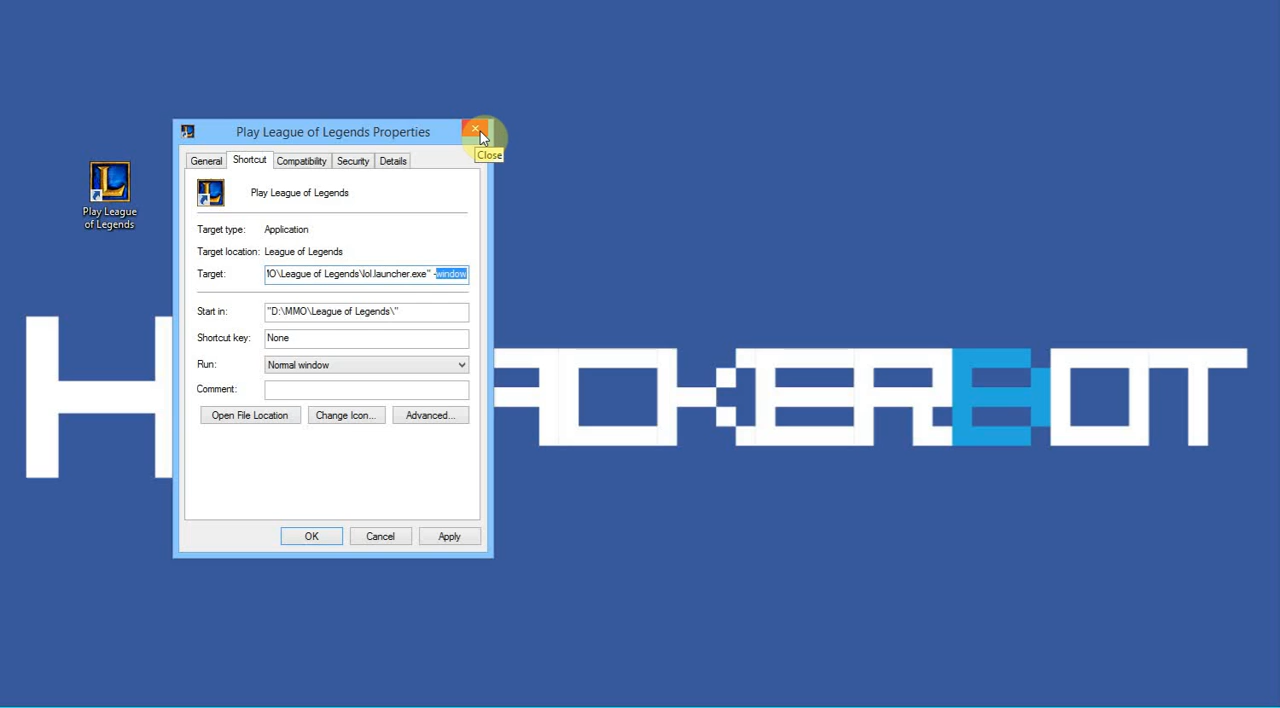 Play League of Legends Properties
Close
General Shortcut Compatibility Security Details
Play League
of Legends
Play League of Legends
Target type: Application
Target location: League of Legends
Target: \League of Legends\lol.launcher.exe" -window
Start in: "D:\MMO\League of Legends\"
Shortcut key: None
Run: Normal window
Comment:
Open File Location Change Icon... Advanced...
OK Cancel Apply